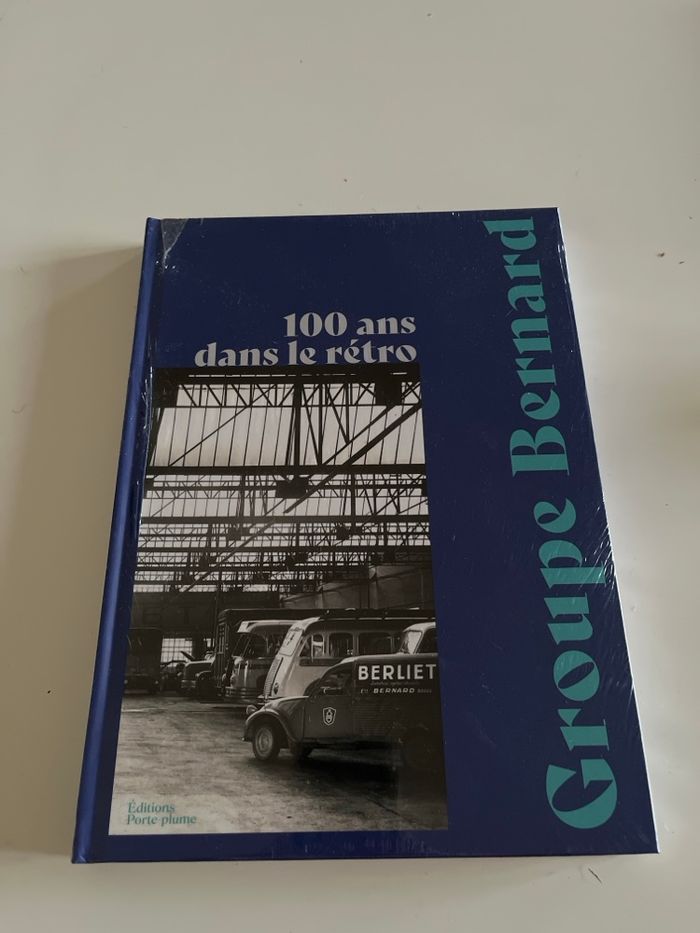 100 ans
dans le rétro
Groupe Bernard
BERLIET
BERNARD
Éditions
Porte-plume